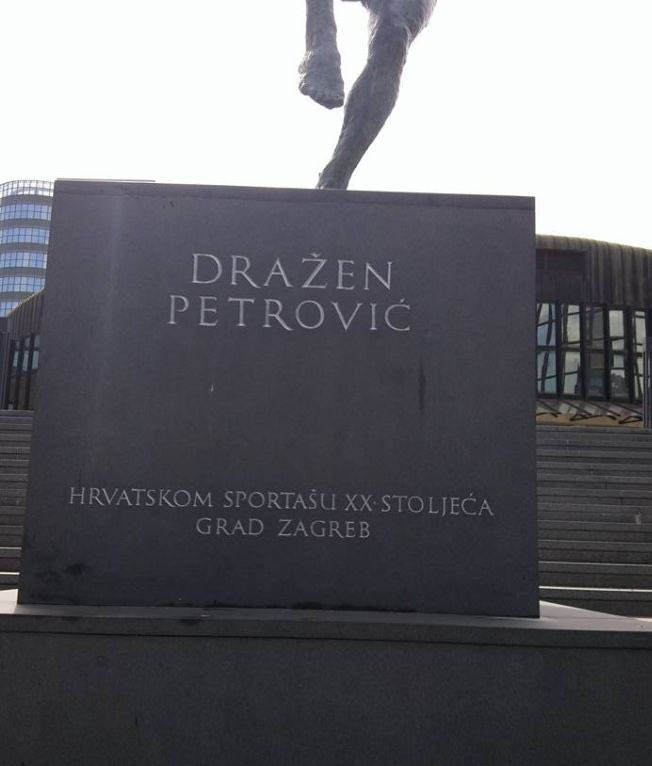 DRAŽEN
PETROVIĆ
HRVATSKOM SPORTAŠU XX·STOLJEĆA
GRAD ZAGREB